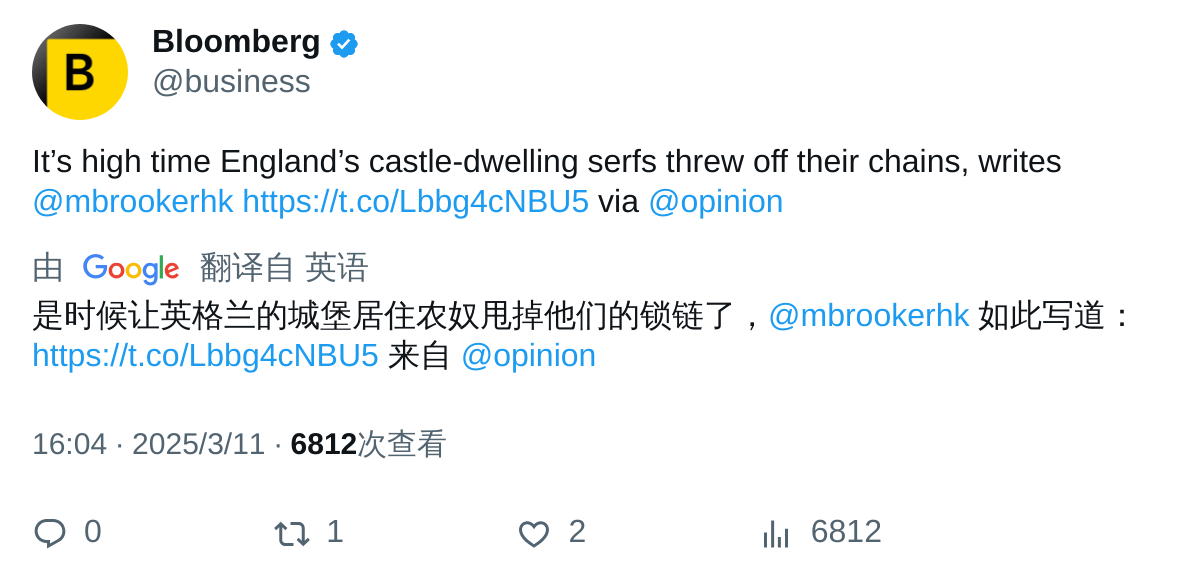 B
Bloomberg
@business
It’s high time England’s castle-dwelling serfs threw off their chains, writes
@mbrookerhk https://t.co/Lbbg4cNBU5 via @opinion
由 Google 翻译自 英语
是时候让英格兰的城堡居住农奴甩掉他们的锁链了，@mbrookerhk 如此写道：
https://t.co/Lbbg4cNBU5 来自 @opinion
16:04 · 2025/3/11 · 6812次查看
0 1 2 6812